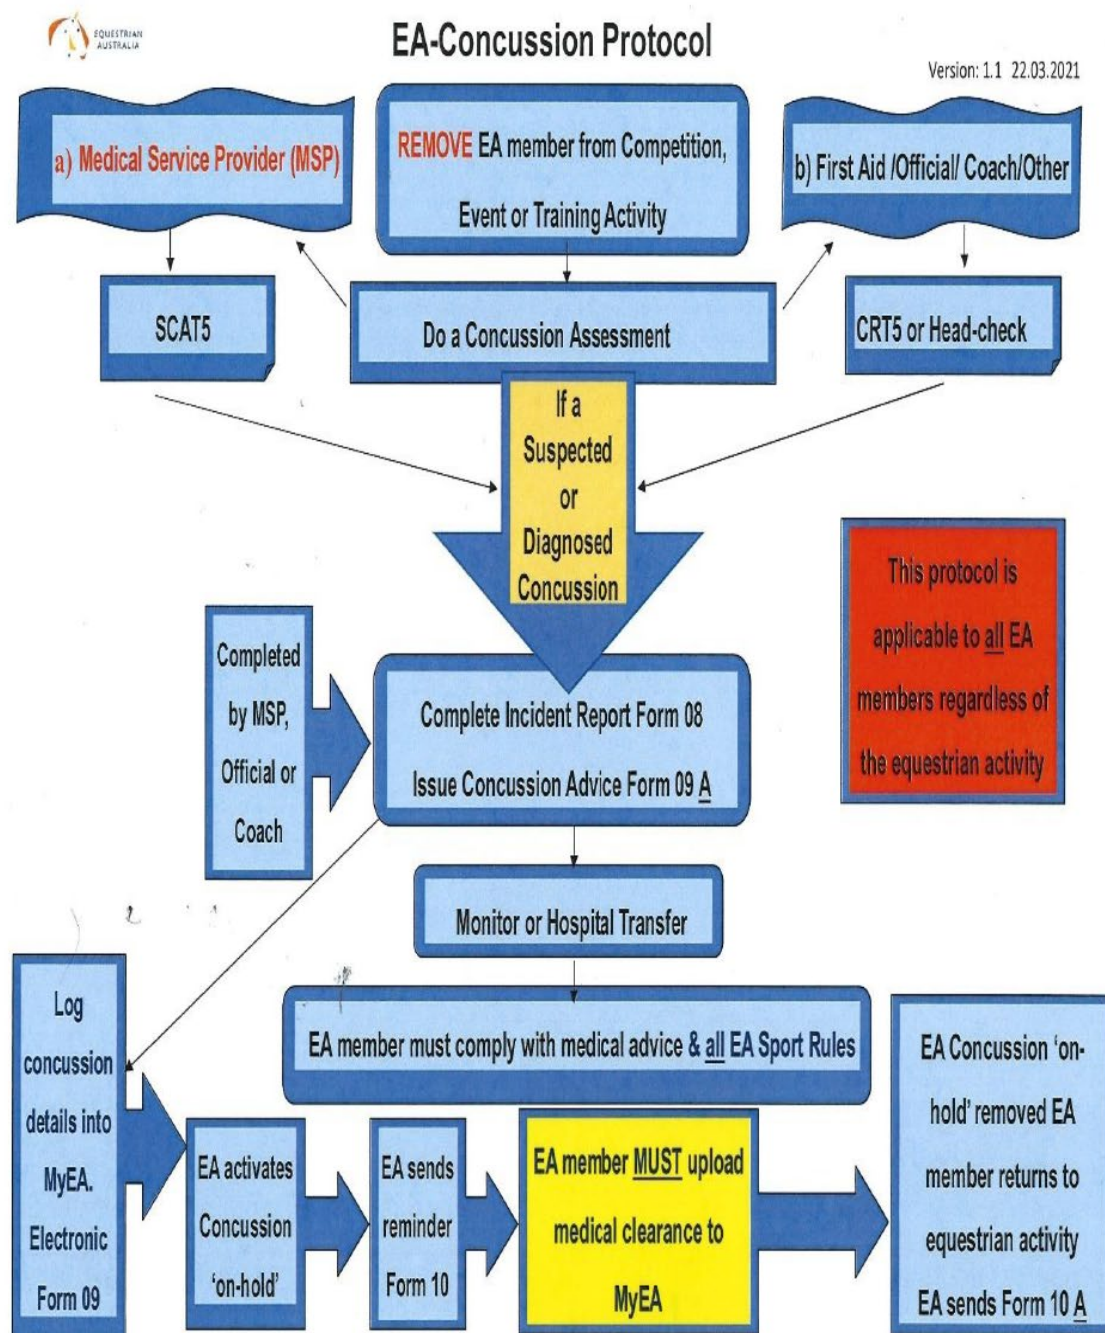 EQUESTRIAN
AUSTRALIA
EA-Concussion Protocol
Version: 1.1 22.03.2021
a) Medical Service Provider (MSP)
REMOVE EA member from Competition,
Event or Training Activity
b) First Aid /Official/ Coach/Other
SCAT5
Do a Concussion Assessment
CRT5 or Head-check
If a
Suspected
or
Diagnosed
Concussion
This protocol is
applicable to all EA
members regardless of
the equestrian activity
Completed
by MSP,
Official or
Coach
Complete Incident Report Form 08
Issue Concussion Advice Form 09 A
Monitor or Hospital Transfer
EA member must comply with medical advice & all EA Sport Rules
Log
concussion
details into
MyEA.
Electronic
Form 09
EA activates
Concussion
‘on-hold’
EA sends
reminder
Form 10
EA member MUST upload
medical clearance to
MyEA
EA Concussion ‘on-
hold’ removed EA
member returns to
equestrian activity
EA sends Form 10 A